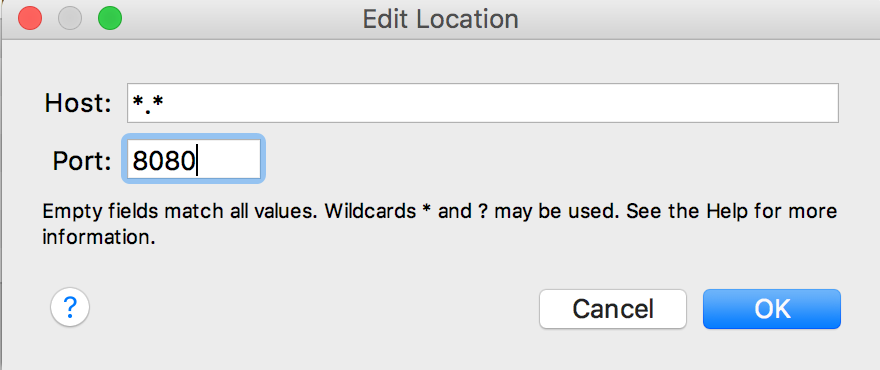 Edit Location
Host: *.*
Port: 8080
Empty fields match all values. Wildcards * and ? may be used. See the Help for more
information.
? Cancel OK